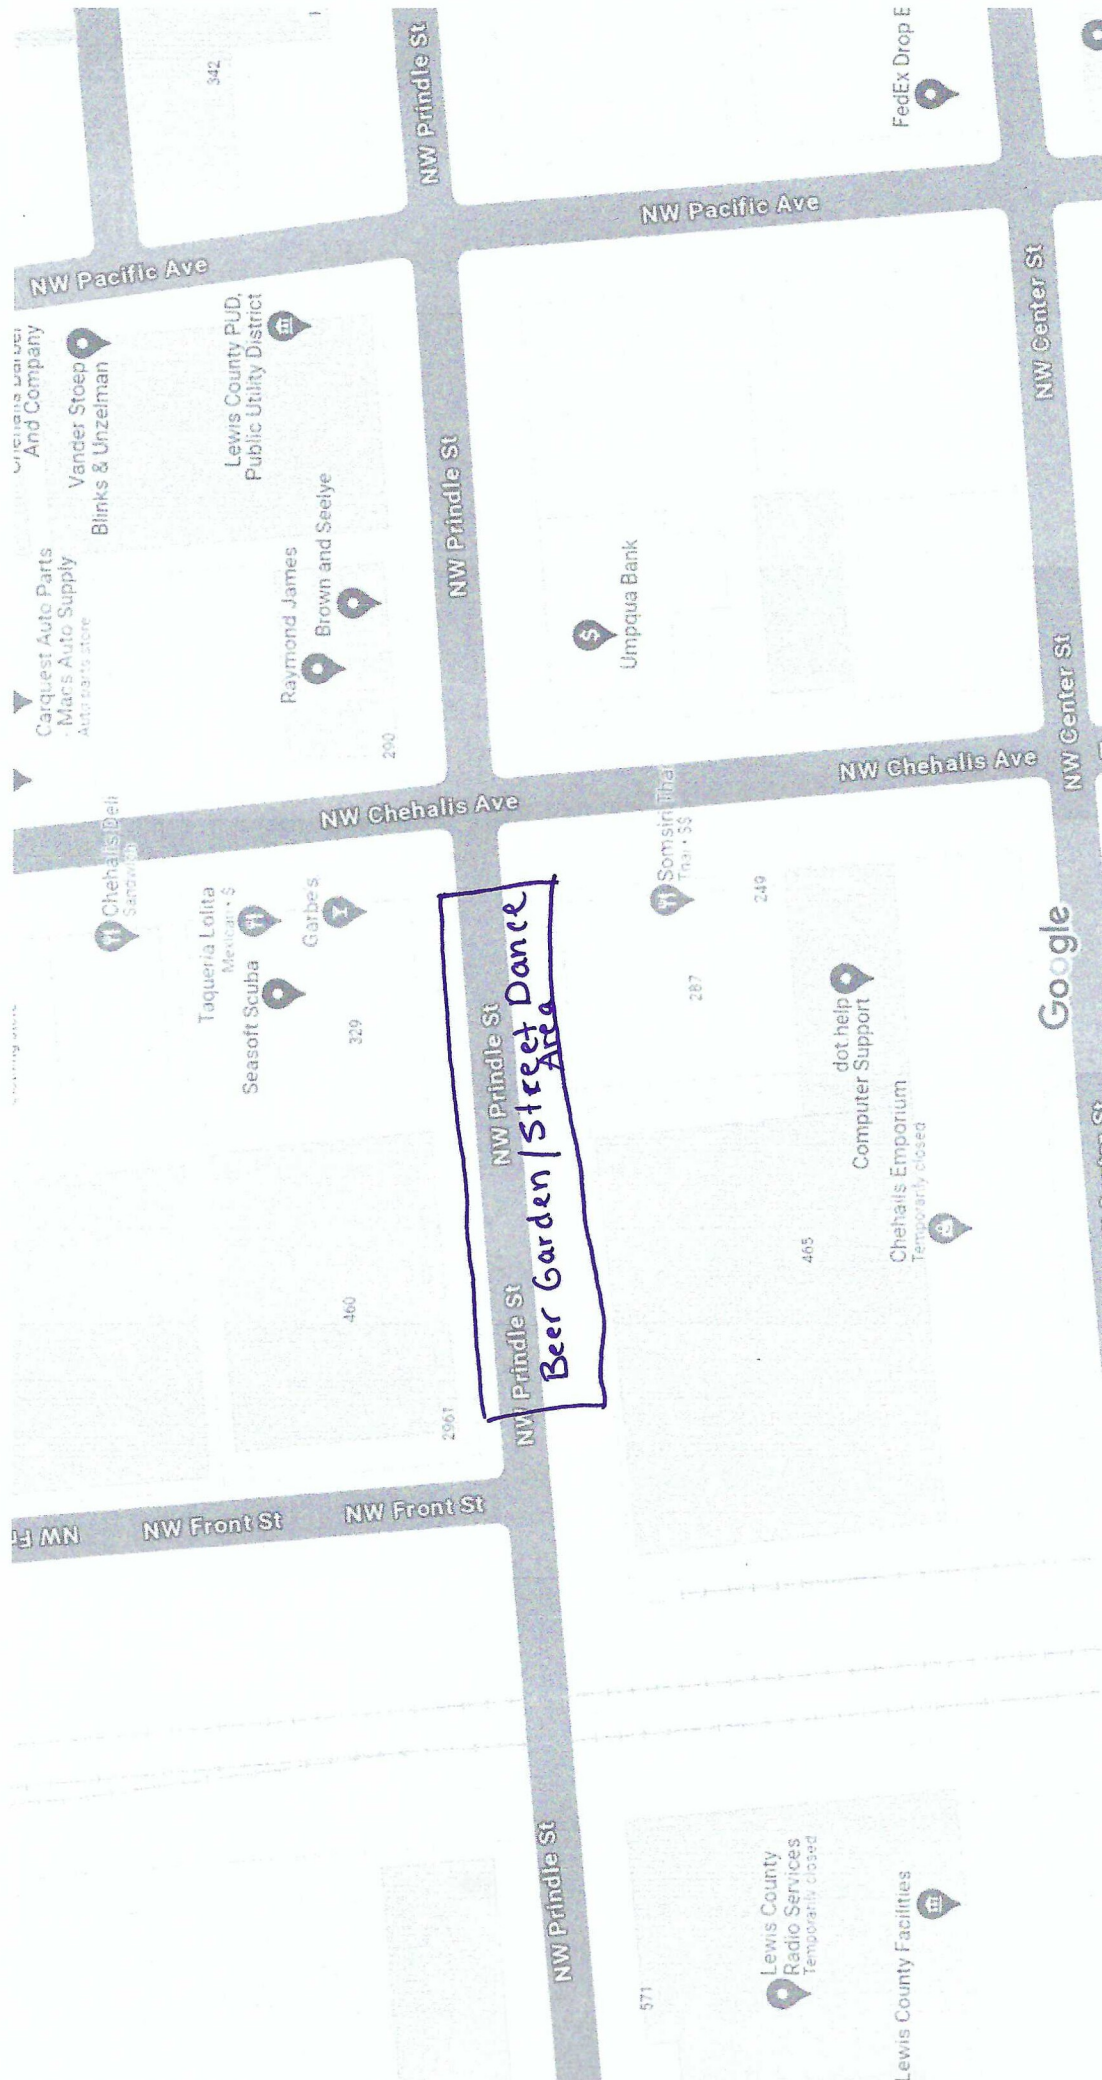 342
NW Prindle St
FedEx Drop
NW Pacific Ave
NW Pacific Ave
And Company
Vander Stoep
Blinks & Unzelman
Lewis County PUD,
Public Utility District
NW Center St
Carquest Auto Parts
- Macs Auto Supply
Auto parts store
Raymond James
Brown and Seelye
290
NW Prindle St
Umpqua Bank
NW Center St
NW Chehalis Ave
NW Chehalis Ave
Chehalis Deli
Sandwich
Taqueria Lolita
Mexican • $
Garbe's
Seasoft Scuba
329
Somsiri Thai
Thai • $$
249
287
NW Prindle St
Beer Garden/Street Dance
Area
dot.help
Computer Support
Google
460
2961
NW Prindle St
465
Chehalis Emporium
Temporarily closed
NW Front St
NW Front St
NW Prindle St
571
Lewis County
Radio Services
Temporarily closed
Lewis County Facilities